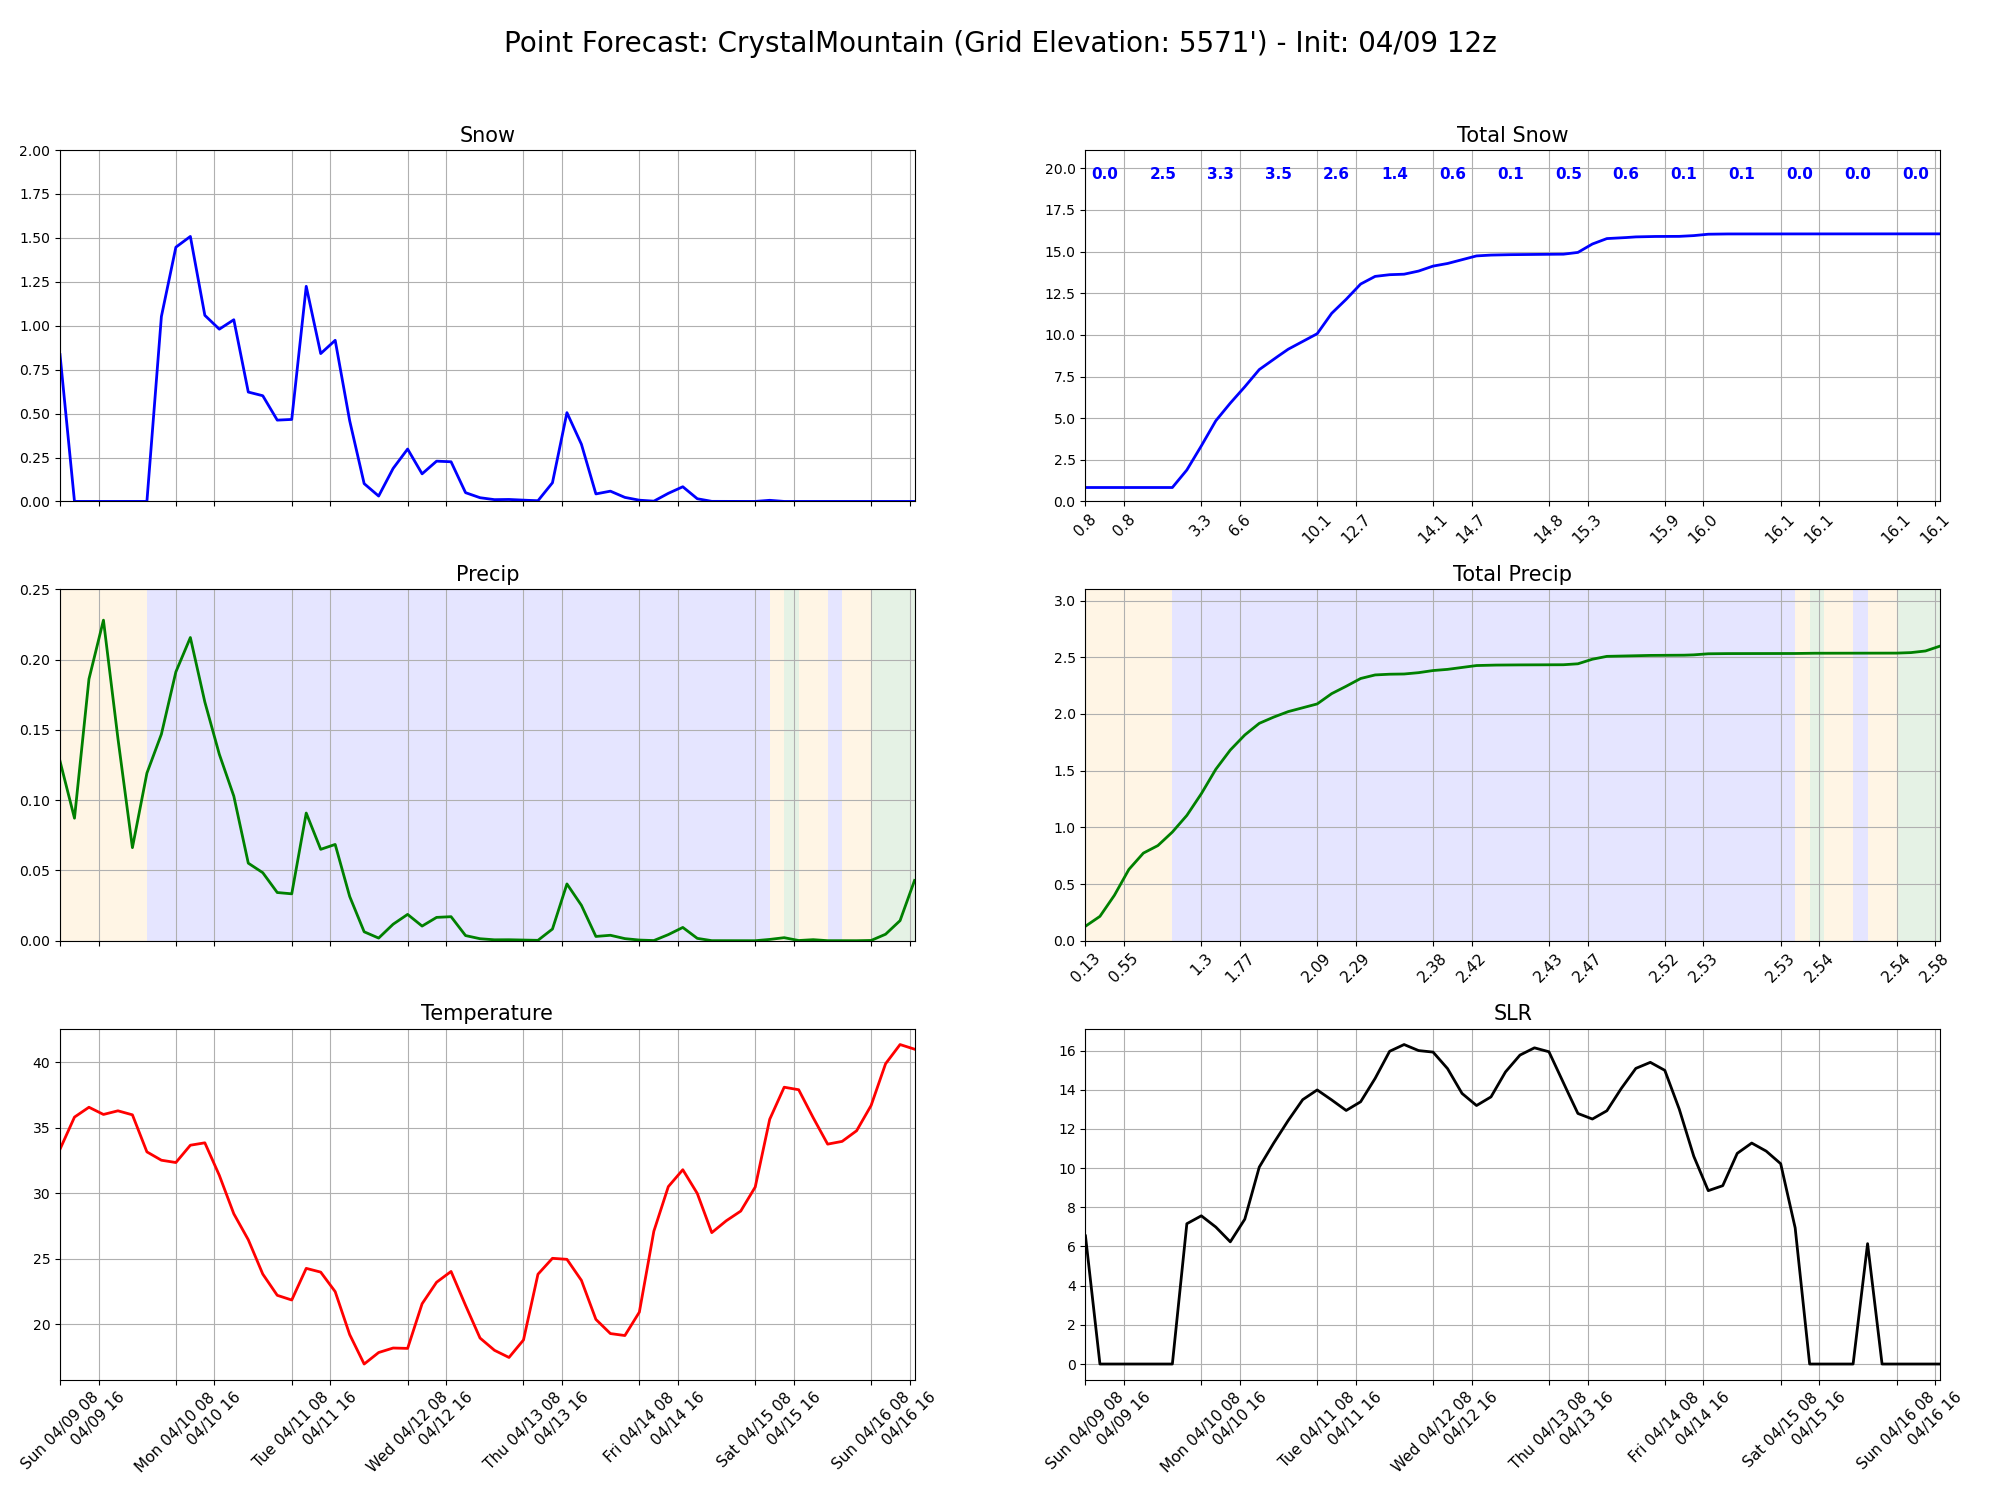 Point Forecast: CrystalMountain (Grid Elevation: 5571') - Init: 04/09 12z
Snow
2.00
1.75
1.50
1.25
1.00
0.75
0.50
0.25
0.00
Total Snow
0.0 2.5 3.3 3.5 2.6 1.4 0.6 0.1 0.5 0.6 0.1 0.1 0.0 0.0 0.0
20.0
17.5
15.0
12.5
10.0
7.5
5.0
2.5
0.0
0.8 0.8 3.3 6.6 10.1 12.7 14.1 14.7 14.8 15.3 15.9 16.0 16.1 16.1 16.1 16.1
Precip
0.25
0.20
0.15
0.10
0.05
0.00
Total Precip
3.0
2.5
2.0
1.5
1.0
0.5
0.0
0.13 0.55 1.3 1.77 2.09 2.29 2.38 2.42 2.43 2.47 2.52 2.53 2.53 2.54 2.54 2.58
Temperature
40
35
30
25
20
Sun 04/09 08
04/09 16
Mon 04/10 08
04/10 16
Tue 04/11 08
04/11 16
Wed 04/12 08
04/12 16
Thu 04/13 08
04/13 16
Fri 04/14 08
04/14 16
Sat 04/15 08
04/15 16
Sun 04/16 08
04/16 16
SLR
16
14
12
10
8
6
4
2
0
Sun 04/09 08
04/09 16
Mon 04/10 08
04/10 16
Tue 04/11 08
04/11 16
Wed 04/12 08
04/12 16
Thu 04/13 08
04/13 16
Fri 04/14 08
04/14 16
Sat 04/15 08
04/15 16
Sun 04/16 08
04/16 16